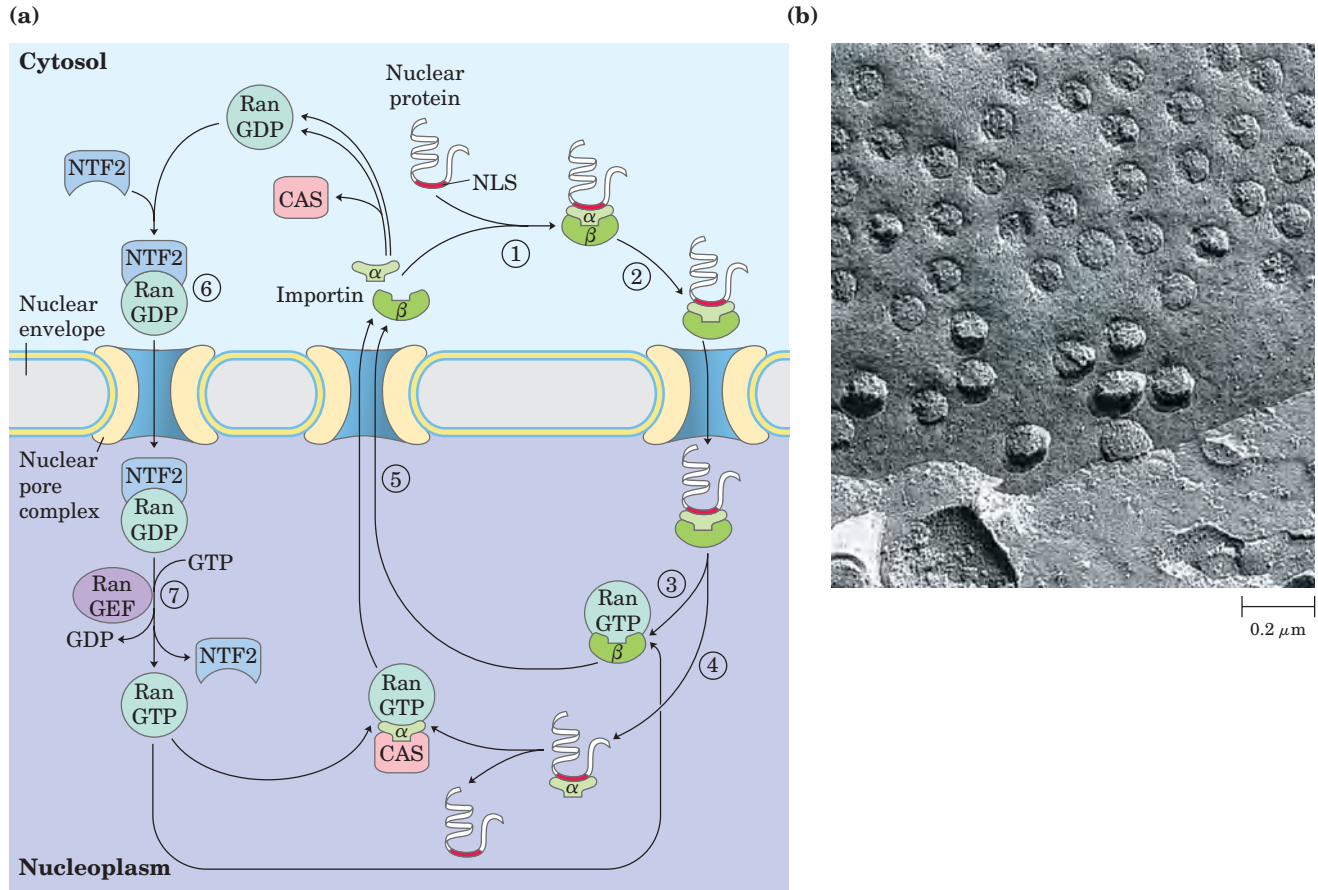 (a)
(b)
Cytosol
Nuclear
protein
Ran
GDP
NTF2
CAS
NLS
α
β
1
2
NTF2
Ran
GDP
6
α
Importin
β
Nuclear
envelope
Nuclear
pore
complex
NTF2
Ran
GDP
5
GTP
Ran
GEF
7
GDP
NTF2
Ran
GTP
3
Ran
GTP
β
4
Ran
GTP
α
CAS
α
Nucleoplasm
0.2 μm